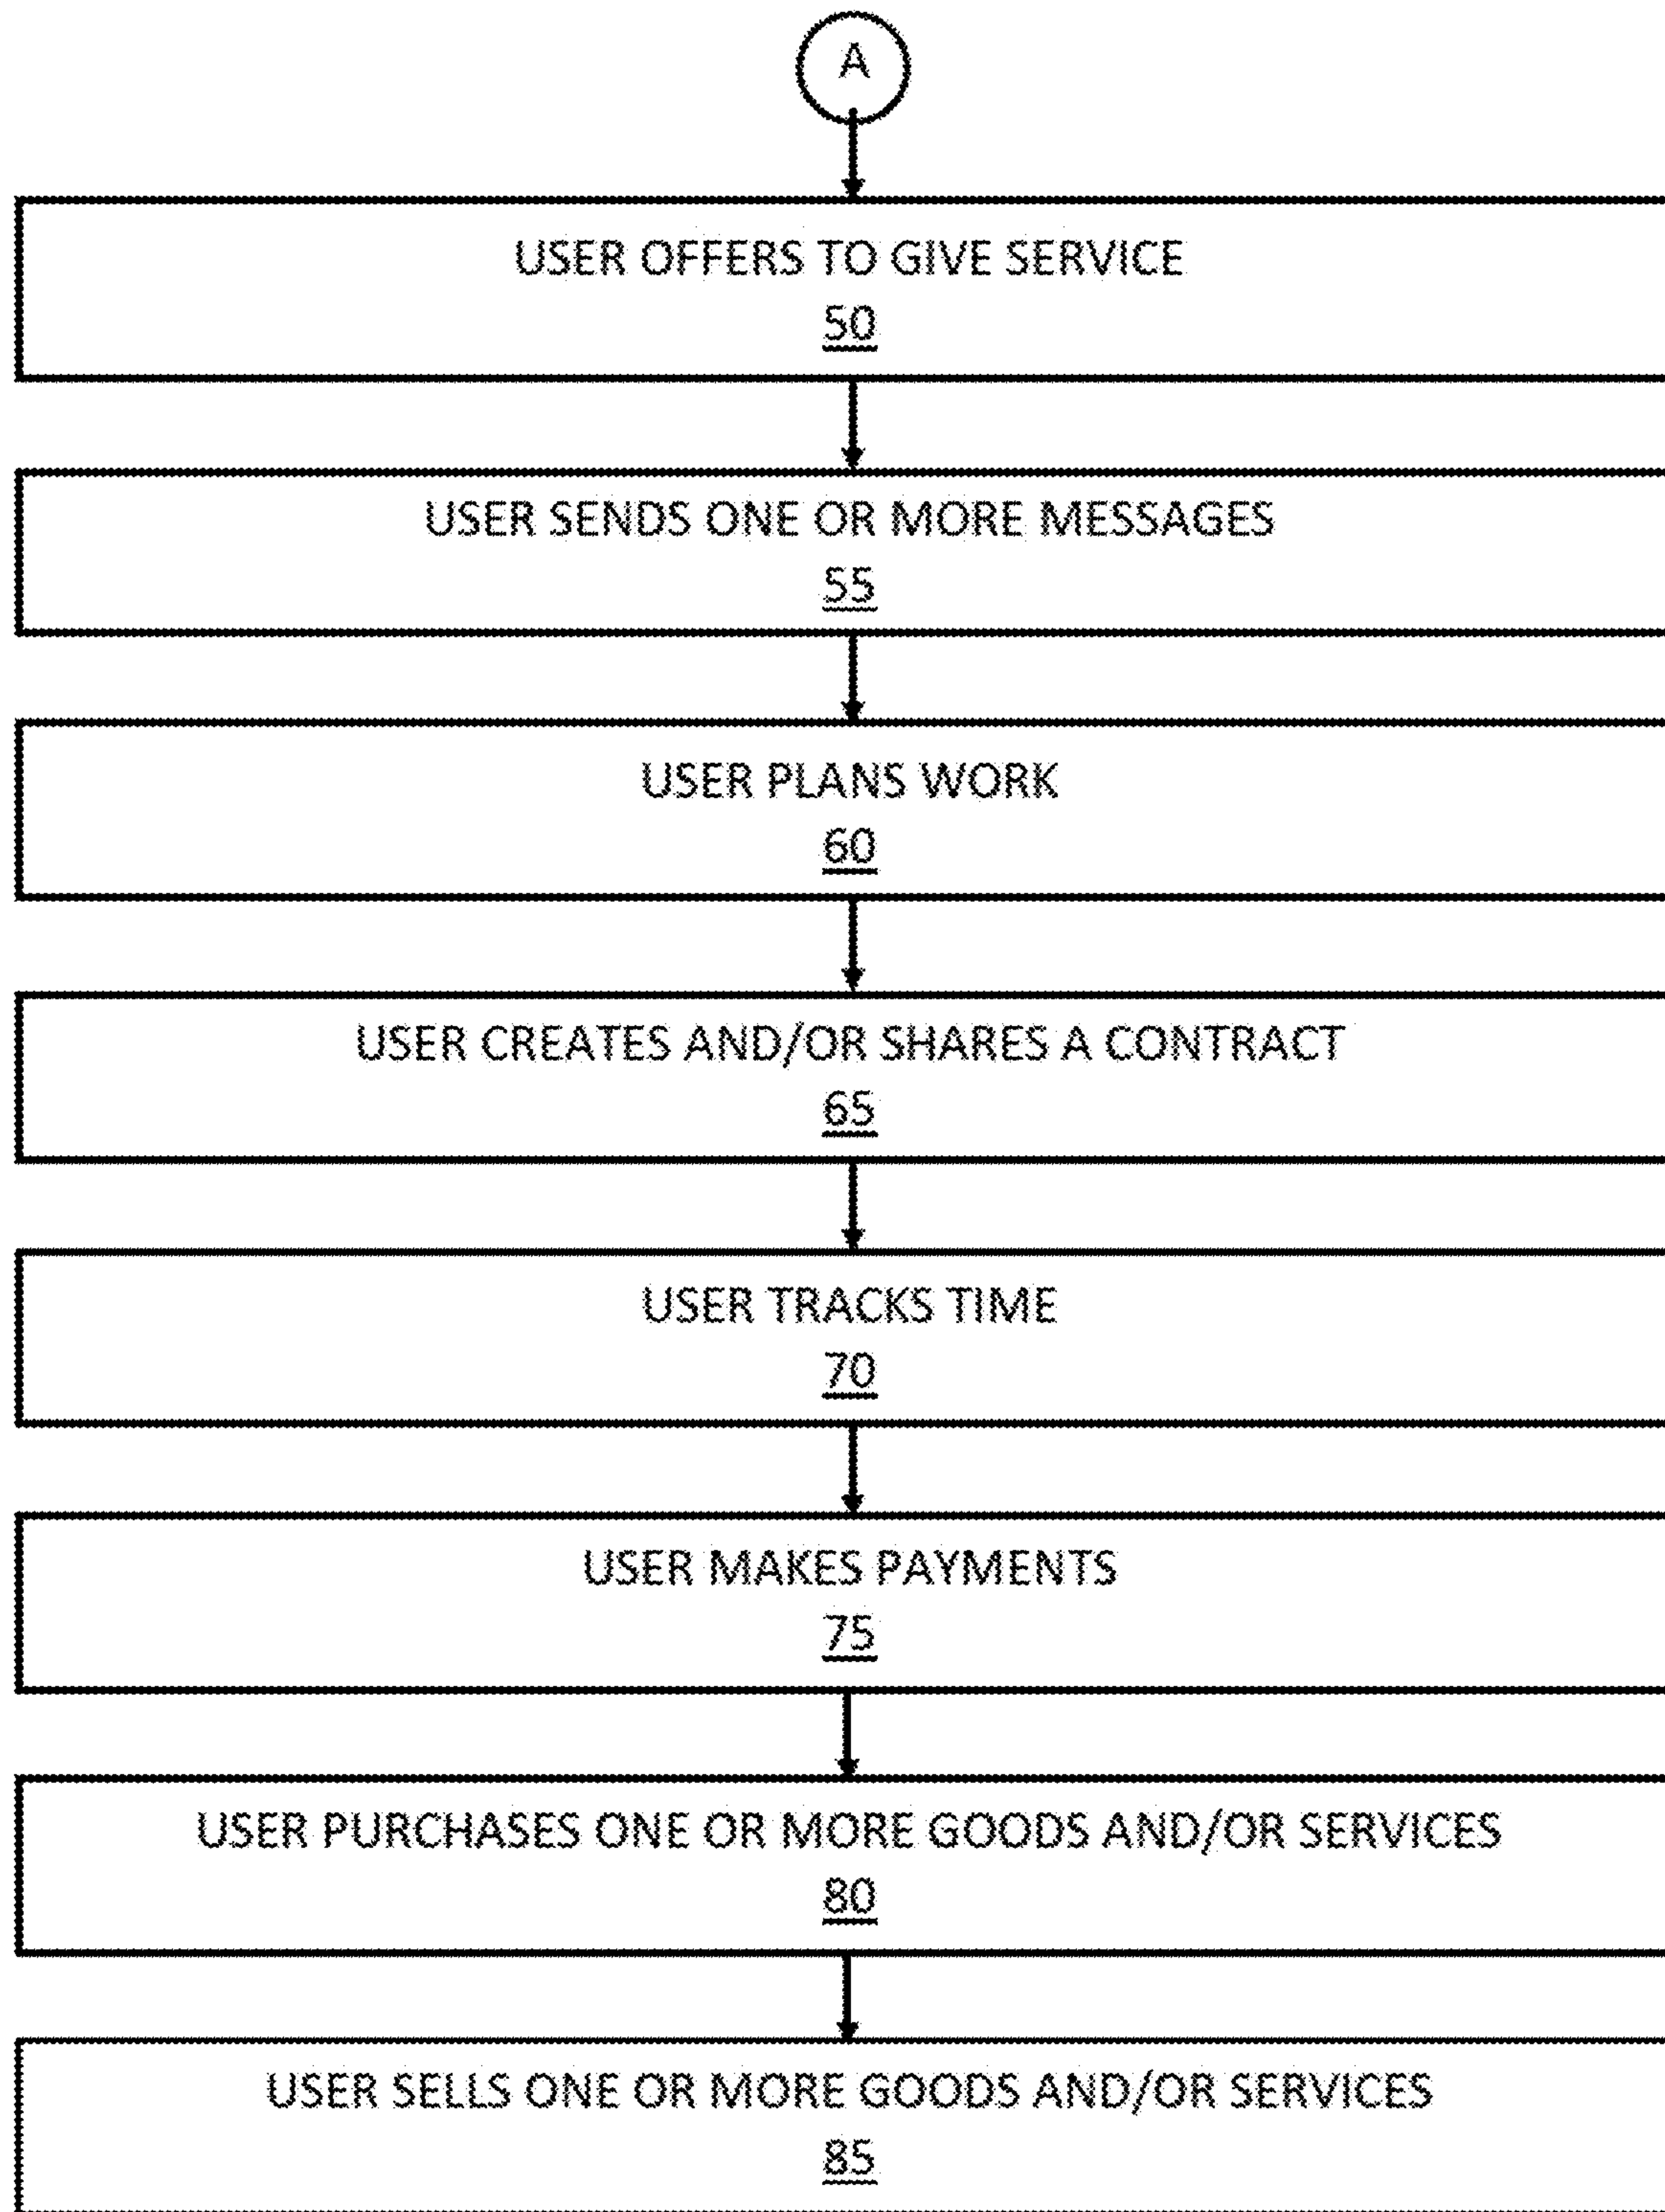 A
USER OFFERS TO GIVE SERVICE
50
USER SENDS ONE OR MORE MESSAGES
55
USER PLANS WORK
60
USER CREATES AND/OR SHARES A CONTRACT
65
USER TRACKS TIME
70
USER MAKES PAYMENTS
75
USER PURCHASES ONE OR MORE GOODS AND/OR SERVICES
80
USER SELLS ONE OR MORE GOODS AND/OR SERVICES
85